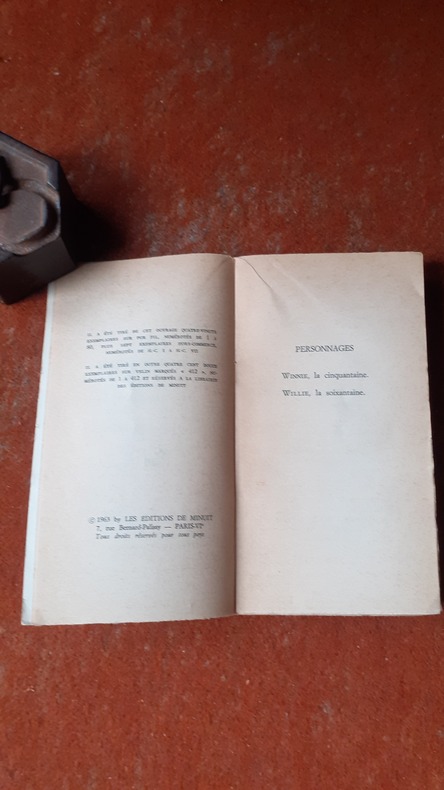 IL A ÉTÉ TIRÉ DE CET OUVRAGE QUATRE-VINGTS
EXEMPLAIRES SUR PUR FIL, NUMÉROTÉS DE 1 À
80, PLUS SEPT EXEMPLAIRES HORS-COMMERCE,
NUMÉROTÉS DE H.-C. I A H.-C. VII
IL A ÉTÉ TIRÉ EN OUTRE QUATRE CENT DOUZE
EXEMPLAIRES SUR VELIN MARQUÉS « 412 », NU-
MÉROTÉS DE 1 A 412 ET RÉSERVÉS A LA LIBRAIRIE
DES ÉDITIONS DE MINUIT
© 1963 by LES EDITIONS DE MINUIT
7, rue Bernard-Palissy — PARIS-VIe
Tous droits réservés pour tous pays
PERSONNAGES
WINNIE, la cinquantaine.
WILLIE, la soixantaine.